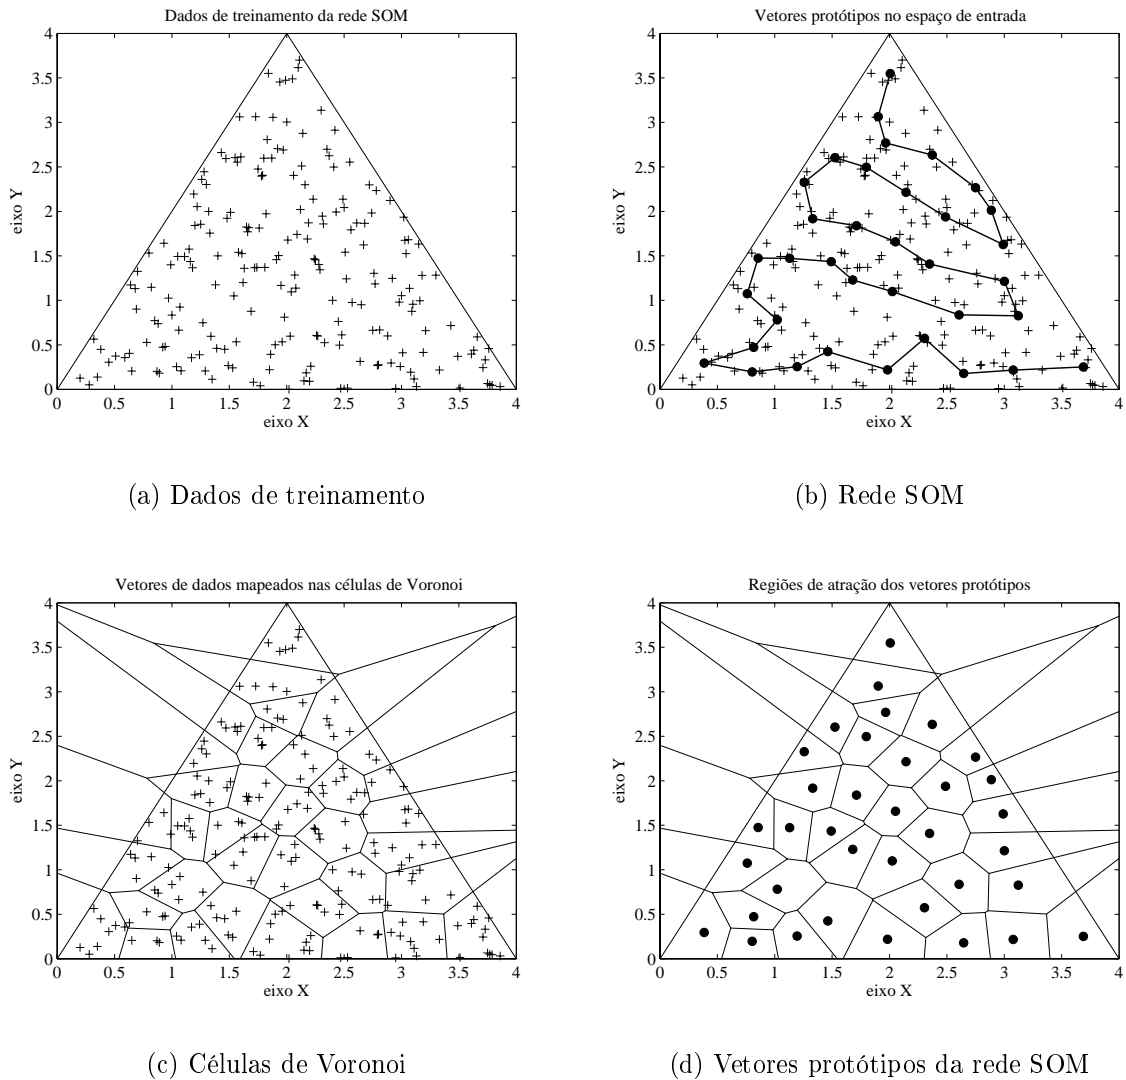 Dados de treinamento da rede SOM
4
3.5
3
2.5
2
1.5
1
0.5
0
eixo Y
0 0.5 1 1.5 2 2.5 3 3.5 4
eixo X
(a) Dados de treinamento
Vetores protótipos no espaço de entrada
4
3.5
3
2.5
2
1.5
1
0.5
0
eixo Y
0 0.5 1 1.5 2 2.5 3 3.5 4
eixo X
(b) Rede SOM
Vetores de dados mapeados nas células de Voronoi
4
3.5
3
2.5
2
1.5
1
0.5
0
eixo Y
0 0.5 1 1.5 2 2.5 3 3.5 4
eixo X
(c) Células de Voronoi
Regiões de atração dos vetores protótipos
4
3.5
3
2.5
2
1.5
1
0.5
0
eixo Y
0 0.5 1 1.5 2 2.5 3 3.5 4
eixo X
(d) Vetores protótipos da rede SOM